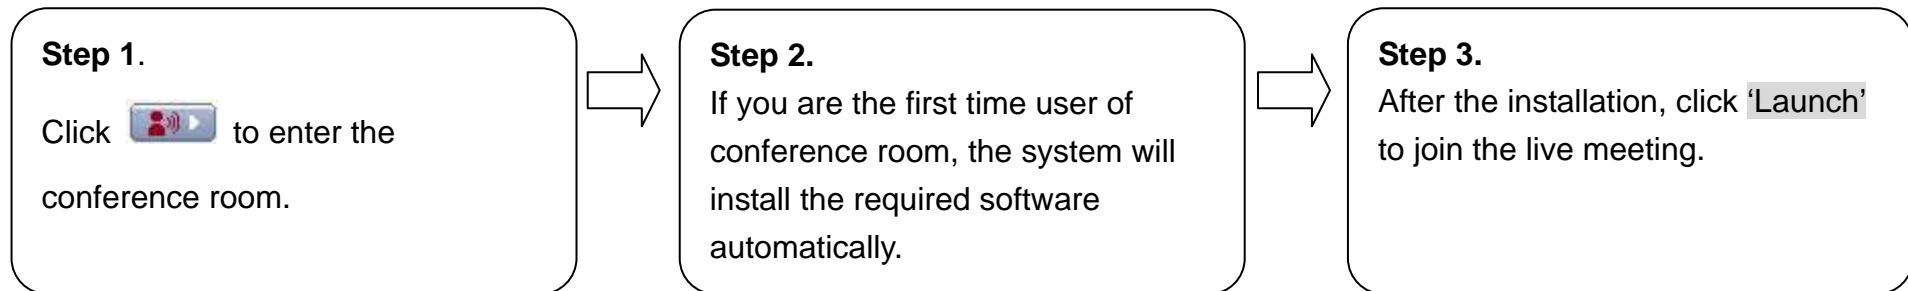 Step 1.
Click to enter the
conference room.
Step 2.
If you are the first time user of
conference room, the system will
install the required software
automatically.
Step 3.
After the installation, click ‘Launch’
to join the live meeting.